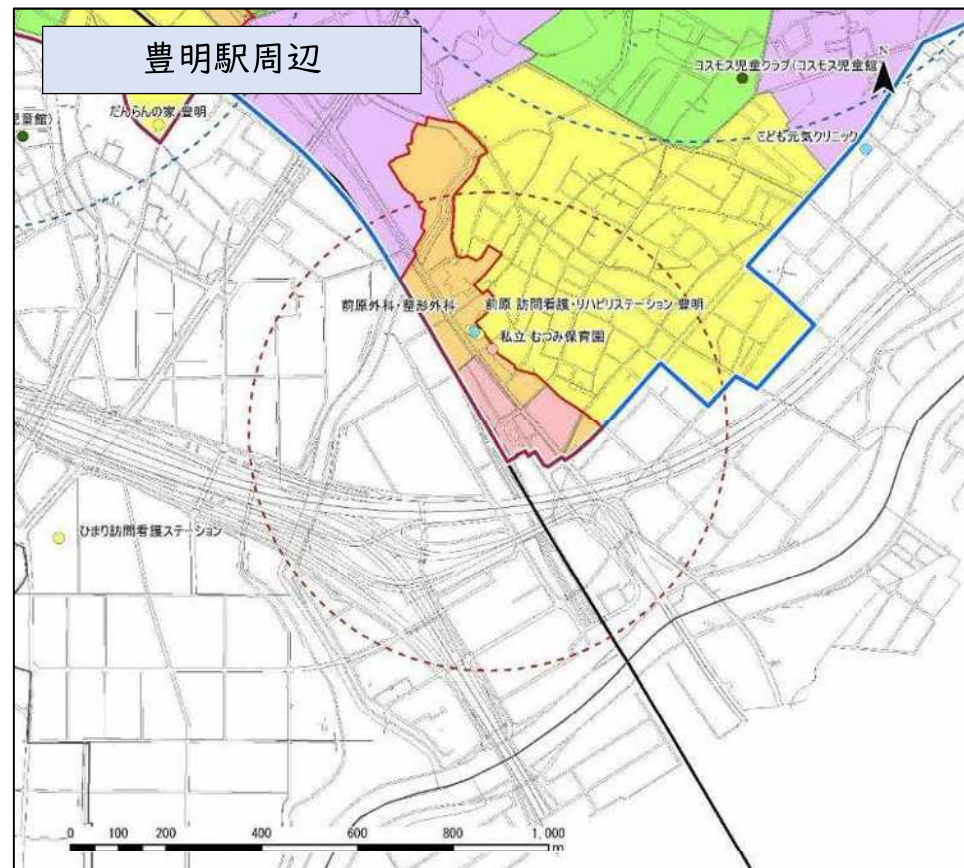 豊明駅周辺
コスモス児童クラブ(コスモス児童館)
N
児童館)
だんらんの家 豊明
こども元気クリニック
前原外科・整形外科
前原 訪問看護・リハビリステーション 豊明
私立 むつみ保育園
ひまり訪問看護ステーション
0 100 200 400 600 800 1,000
m